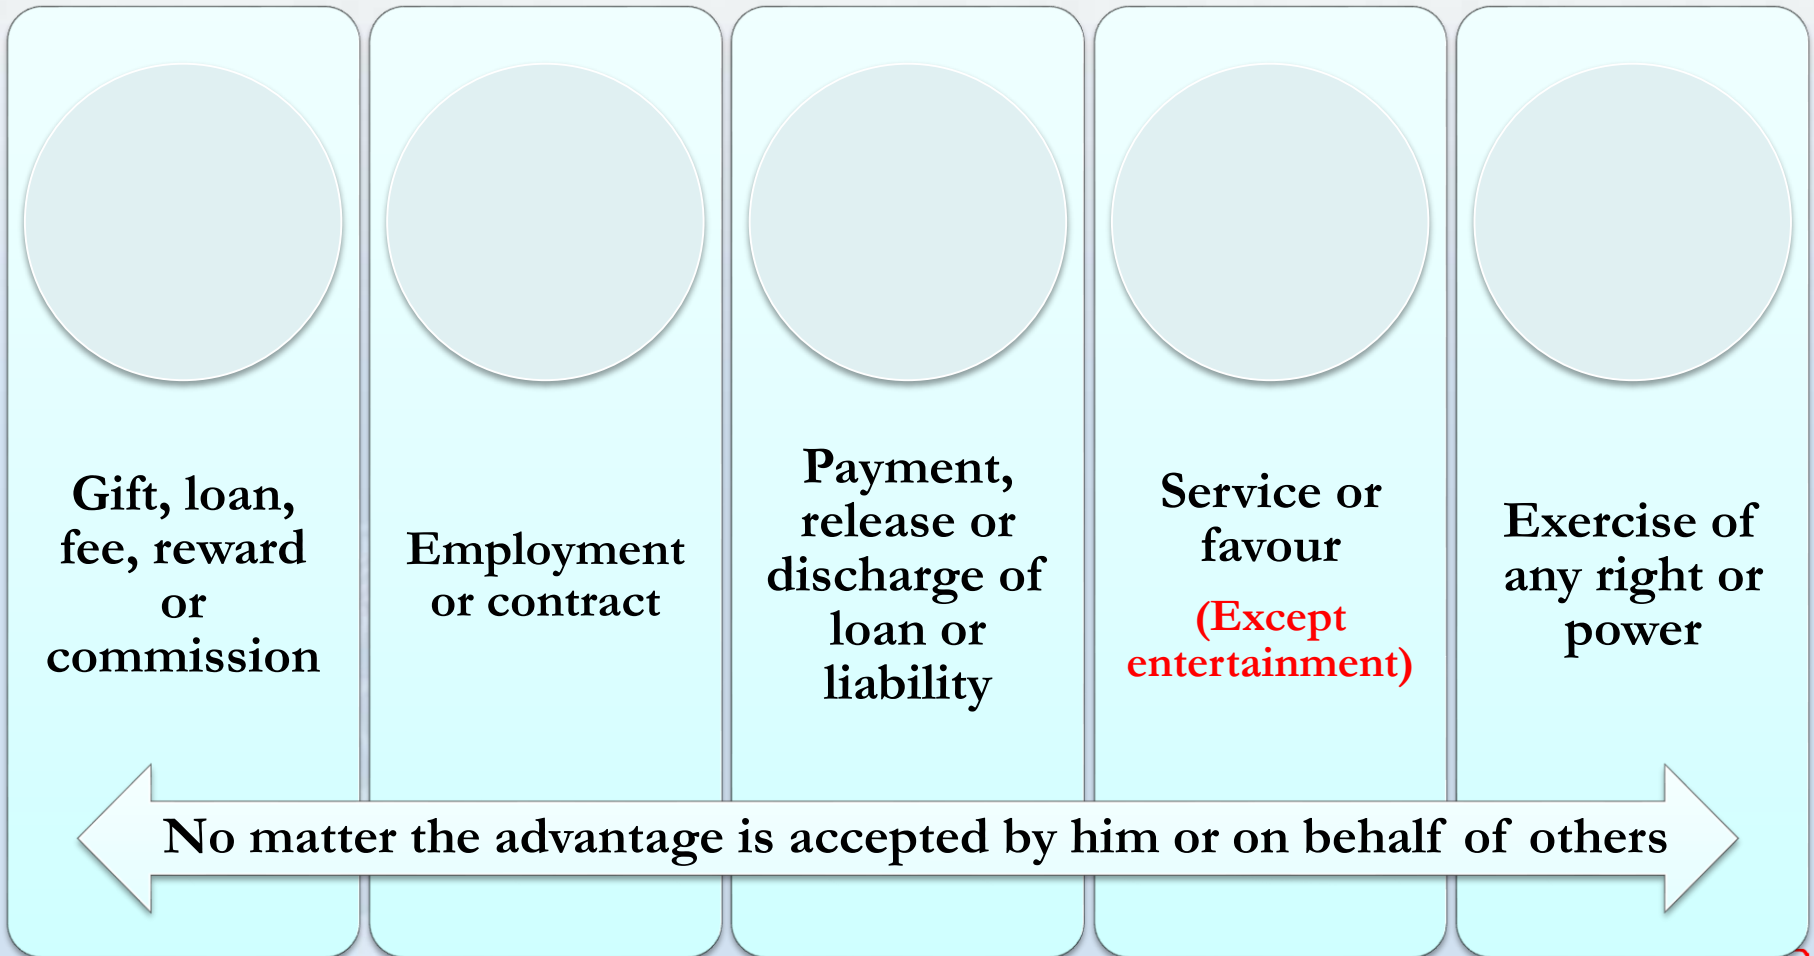 Gift, loan,
fee, reward
or
commission
Employment
or contract
Payment,
release or
discharge of
loan or
liability
Service or
favour
(Except
entertainment)
Exercise of
any right or
power
No matter the advantage is accepted by him or on behalf of others